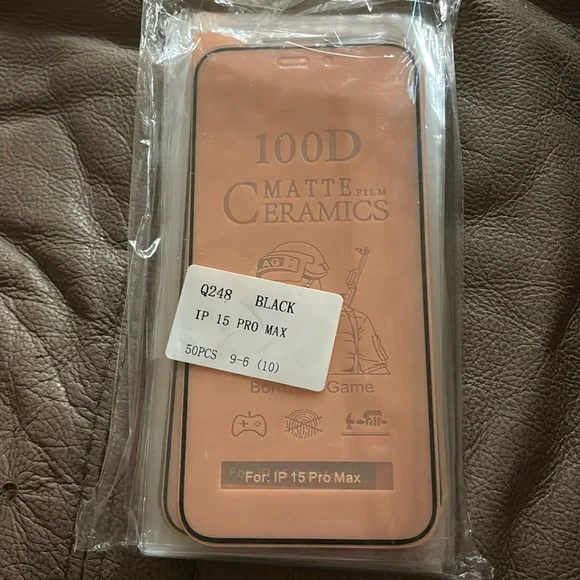 100D
MATTE FILM
CERAMICS
AG
Q248 BLACK
IP 15 PRO MAX
50PCS 9-6 (10)
Game
For: IP 15 Pro Max